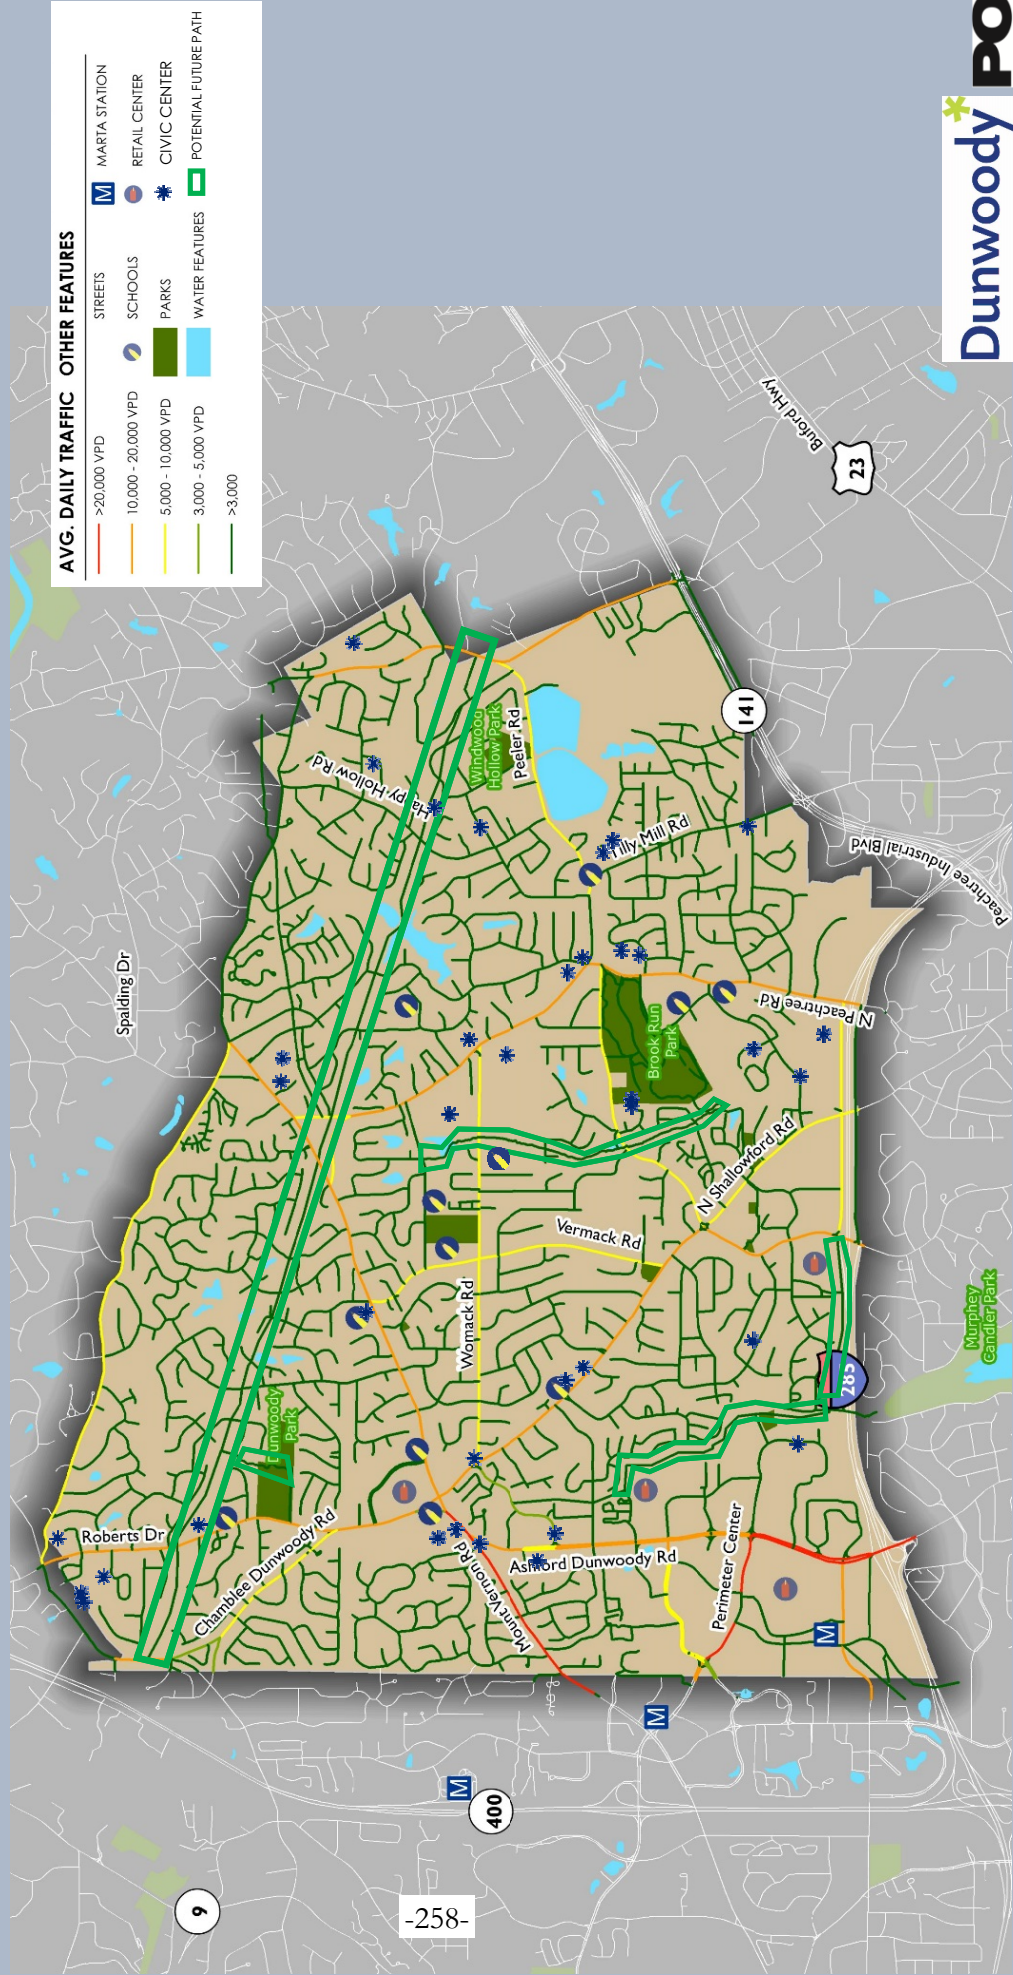 AVG. DAILY TRAFFIC
>20,000 VPD
10,000 - 20,000 VPD
5,000 - 10,000 VPD
3,000 - 5,000 VPD
>3,000
OTHER FEATURES
STREETS
SCHOOLS
PARKS
WATER FEATURES
M MARTA STATION
RETAIL CENTER
CIVIC CENTER
POTENTIAL FUTURE PATH
Spalding Dr
Roberts Dr
Chamblee Dunwoody Rd
Dunwoody
Park
Happy Hollow Rd
Windwood
Hollow Park
Peeler Rd
Tilly Mill Rd
Brook Run
Park
N Peachtree Rd
N Shallowford Rd
Vermack Rd
Womack Rd
Mount Vernon Rd
Ashford Dunwoody Rd
Perimeter Center
Murphey
Candler Park
Peachtree Industrial Blvd
Buford Hwy
23
141
285
400
9
M
M
M
-258-
Dunwoody
PO